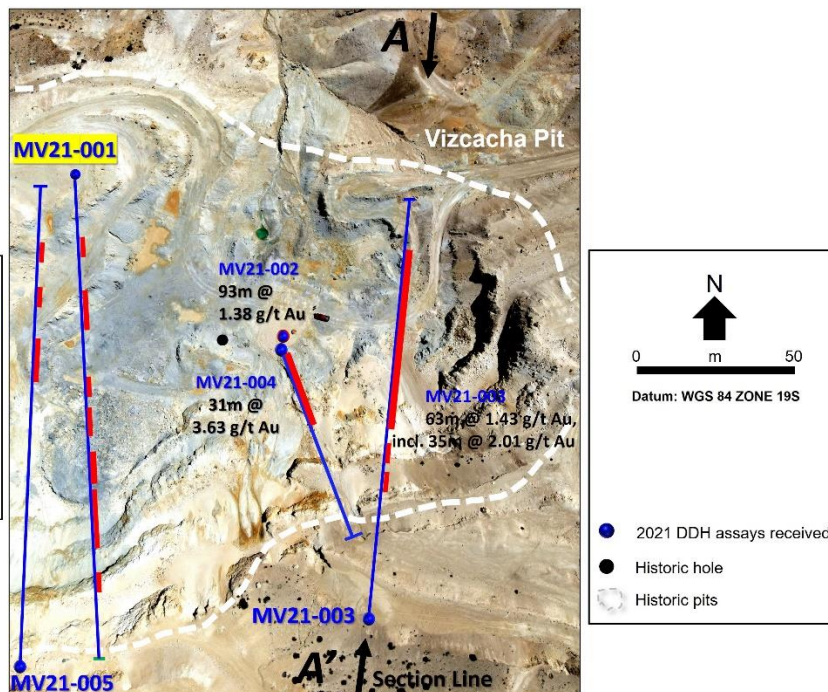 A
Vizcacha Pit
MV21-001
MV21-002
93m @
1.38 g/t Au
MV21-004
31m @
3.63 g/t Au
MV21-003
63m @ 1.43 g/t Au,
incl. 35m @ 2.01 g/t Au
MV21-003
MV21-005
A’
Section Line
N
0 m 50
Datum: WGS 84 ZONE 19S
2021 DDH assays received
Historic hole
Historic pits